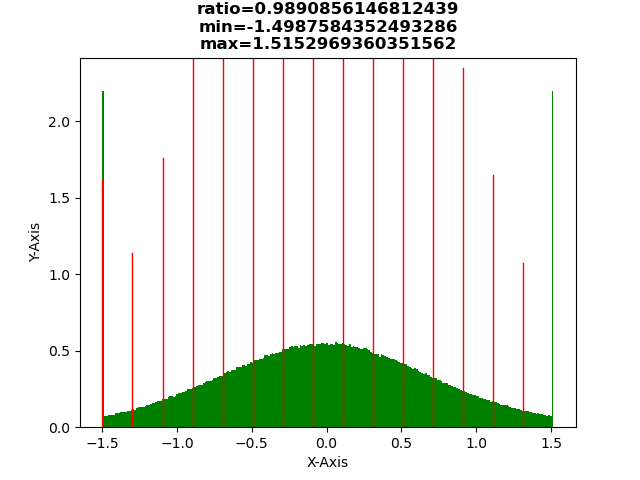 ratio=0.9890856146812439
min=-1.4987584352493286
max=1.5152969360351562
2.0
1.5
1.0
0.5
0.0
Y-Axis
−1.5 −1.0 −0.5 0.0 0.5 1.0 1.5
X-Axis